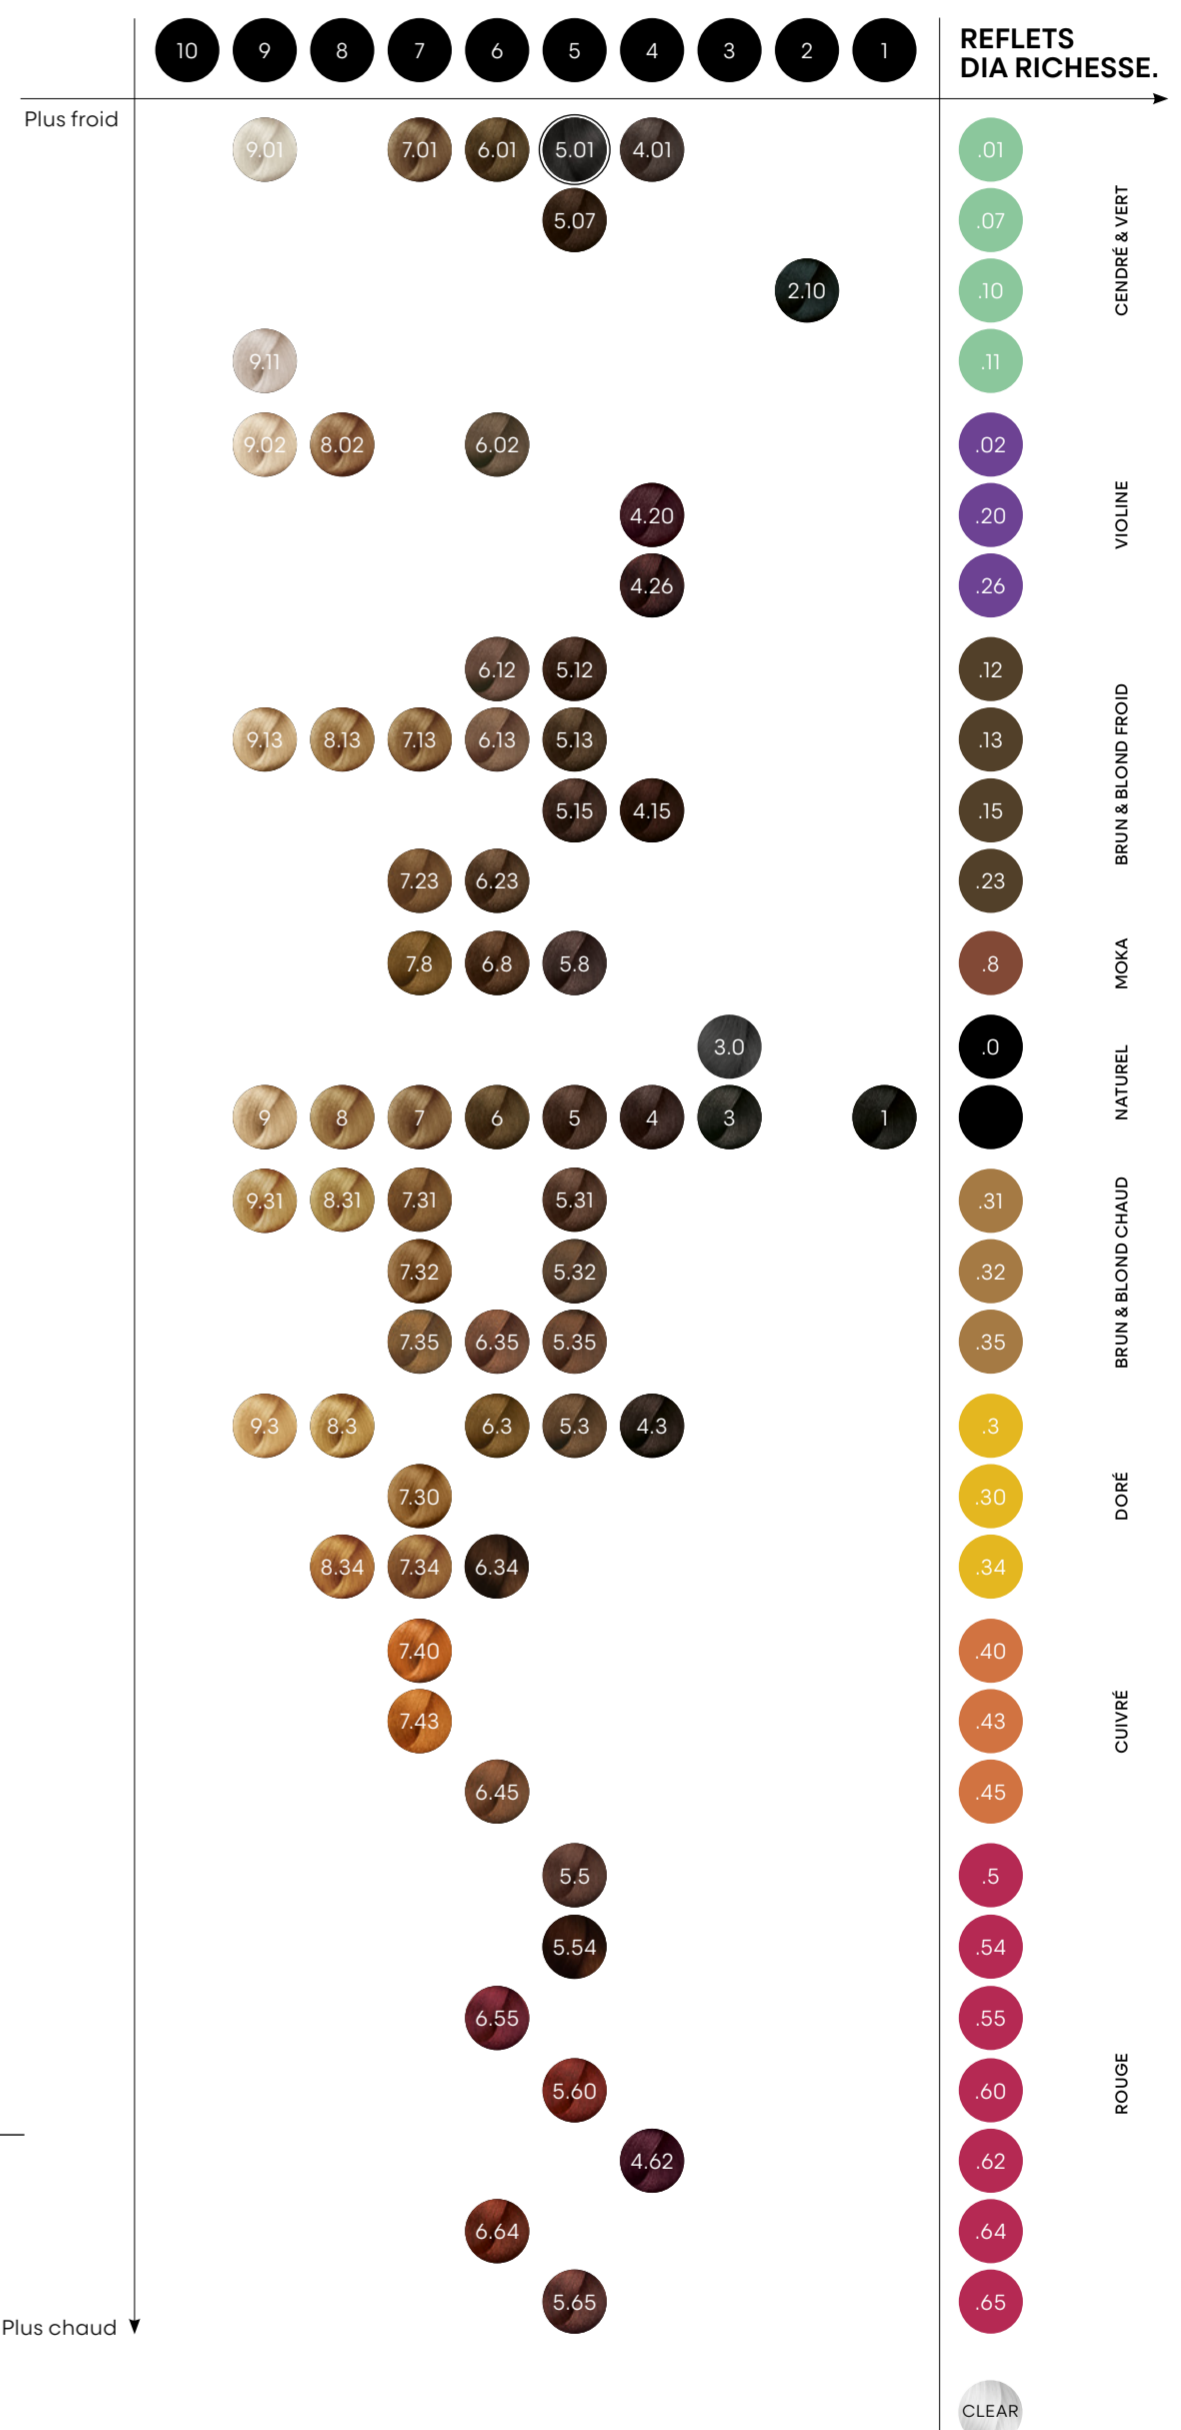 10 9 8 7 6 5 4 3 2 1
REFLETS
DIA RICHESSE.
Plus froid
9.01 7.01 6.01 5.01 4.01 .01
5.07 .07
2.10 .10
9.11 .11
CENDRÉ & VERT
9.02 8.02 6.02 .02
4.20 .20
4.26 .26
VIOLINE
6.12 5.12 .12
9.13 8.13 7.13 6.13 5.13 .13
5.15 4.15 .15
7.23 6.23 .23
BRUN & BLOND FROID
7.8 6.8 5.8 .8
MOKA
3.0 .0
9 8 7 6 5 4 3 1
NATUREL
9.31 8.31 7.31 5.31 .31
7.32 5.32 .32
7.35 6.35 5.35 .35
BRUN & BLOND CHAUD
9.3 8.3 6.3 5.3 4.3 .3
7.30 .30
8.34 7.34 6.34 .34
DORÉ
7.40 .40
7.43 .43
6.45 .45
CUIVRÉ
5.5 .5
5.54 .54
6.55 .55
5.60 .60
4.62 .62
6.64 .64
5.65 .65
ROUGE
Plus chaud
CLEAR